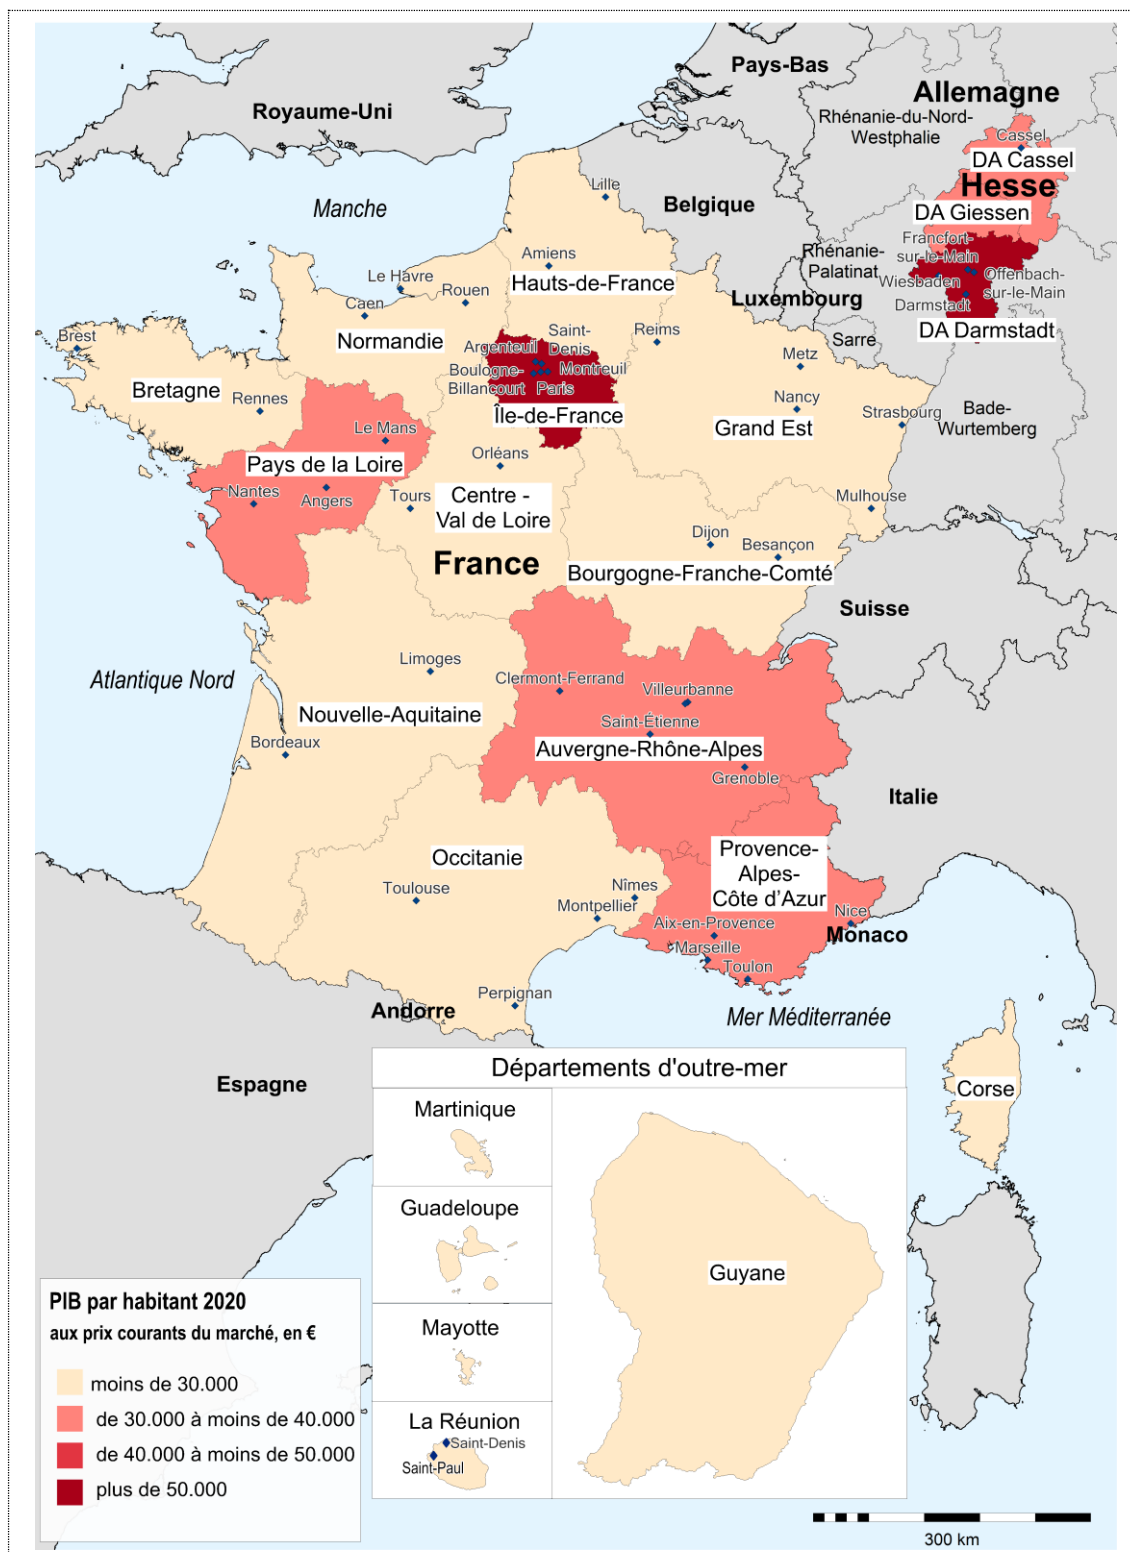 Pays-Bas
Allemagne
Royaume-Uni
Rhénanie-du-Nord-
Westphalie
Cassel
DA Cassel
Hesse
Lille
Belgique
Manche
DA Giessen
Francfort-
sur-le-Main
Rhénanie-
Palatinat
Amiens
Hauts-de-France
Le Havre
Rouen
Caen
Luxembourg
Wiesbaden
Offenbach-
sur-le-Main
Darmstadt
DA Darmstadt
Brest
Normandie
Argenteuil
Saint-
Denis
Reims
Sarre
Metz
Boulogne-
Billancourt
Montreuil
Paris
Bretagne
Rennes
Île-de-France
Nancy
Strasbourg
Bade-
Wurtemberg
Grand Est
Le Mans
Orléans
Pays de la Loire
Nantes
Angers
Tours
Centre -
Val de Loire
Mulhouse
Dijon
Besançon
France
Bourgogne-Franche-Comté
Suisse
Atlantique Nord
Limoges
Clermont-Ferrand
Villeurbanne
Nouvelle-Aquitaine
Saint-Étienne
Bordeaux
Auvergne-Rhône-Alpes
Grenoble
Italie
Occitanie
Provence-
Alpes-
Côte d'Azur
Toulouse
Nîmes
Montpellier
Aix-en-Provence
Nice
Monaco
Marseille
Toulon
Perpignan
Andorre
Mer Méditerranée
Espagne
Départements d'outre-mer
Corse
Martinique
Guadeloupe
Guyane
Mayotte
La Réunion
Saint-Denis
Saint-Paul
PIB par habitant 2020
aux prix courants du marché, en €
moins de 30.000
de 30.000 à moins de 40.000
de 40.000 à moins de 50.000
plus de 50.000
300 km